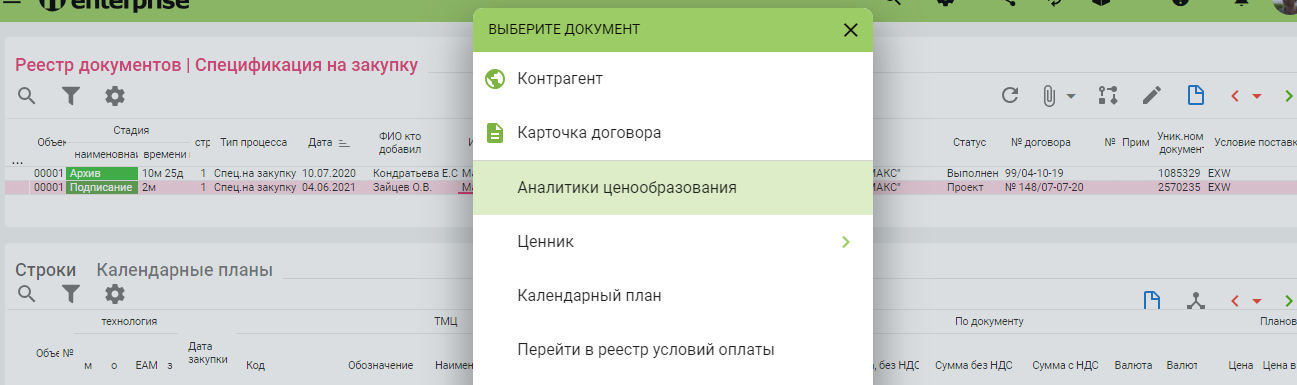 enterprise
ВЫБЕРИТЕ ДОКУМЕНТ
Реестр документов | Спецификация на закупку
Контрагент
Карточка договора
Аналитики ценообразования
Ценник
Календарный план
Перейти в реестр условий оплаты
Стадия
ФИО кто
добавил
Тип процесса Дата
Статус № договора № Прим Уник.ном
документ Условие постав
...
00001 Архив 10м 25д 1 Спец.на закупку 10.07.2020 Кондратьева Е.С МАКС" Выполнен 99/04-10-19 1085329 EXW
00001 Подписание 2м 1 Спец.на закупку 04.06.2021 Зайцев О.В. МАКС" Проект № 148/07-07-20 2570235 EXW
Строки Календарные планы
технология ТМЦ По документу Планов
Объе № м о ЕАМ з Дата
закупки Код Обозначение Наимен без НДС Сумма без НДС Сумма с НДС Валюта Валют Цена Цена в